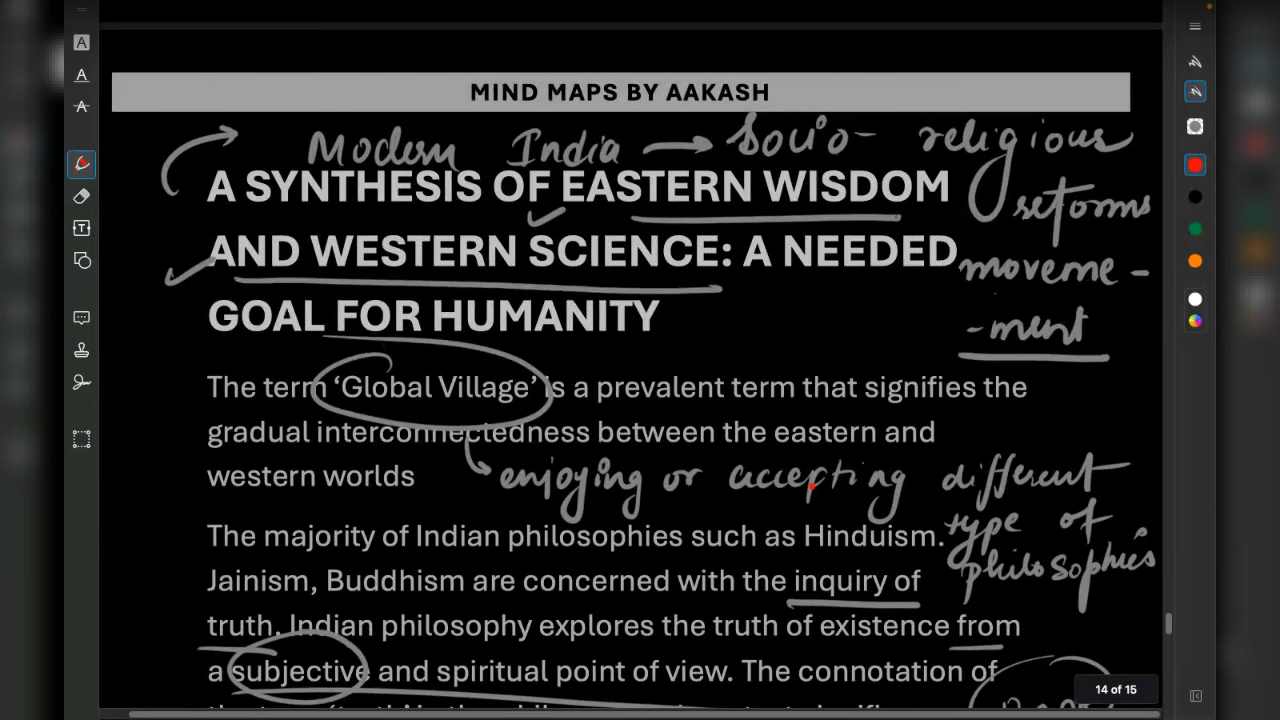 MIND MAPS BY AAKASH
Modern India → Socio- religious
reforms
moveme -
- ment
A SYNTHESIS OF EASTERN WISDOM
AND WESTERN SCIENCE: A NEEDED
GOAL FOR HUMANITY
The term ‘Global Village’ is a prevalent term that signifies the
gradual interconnectedness between the eastern and
western worlds
enjoying or accepting different
type of
philosophies
The majority of Indian philosophies such as Hinduism.
Jainism, Buddhism are concerned with the inquiry of
truth. Indian philosophy explores the truth of existence from
a subjective and spiritual point of view. The connotation of
14 of 15